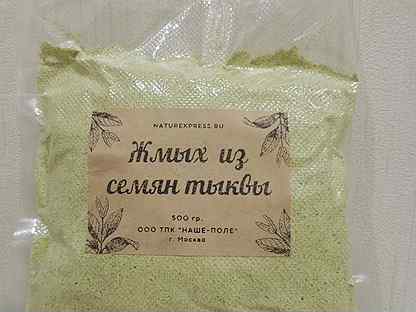 NATUREXPRESS.RU
Жмых из
семян тыквы
500 гр.
ООО ТПК "НАШЕ-ПОЛЕ"
г. Москва